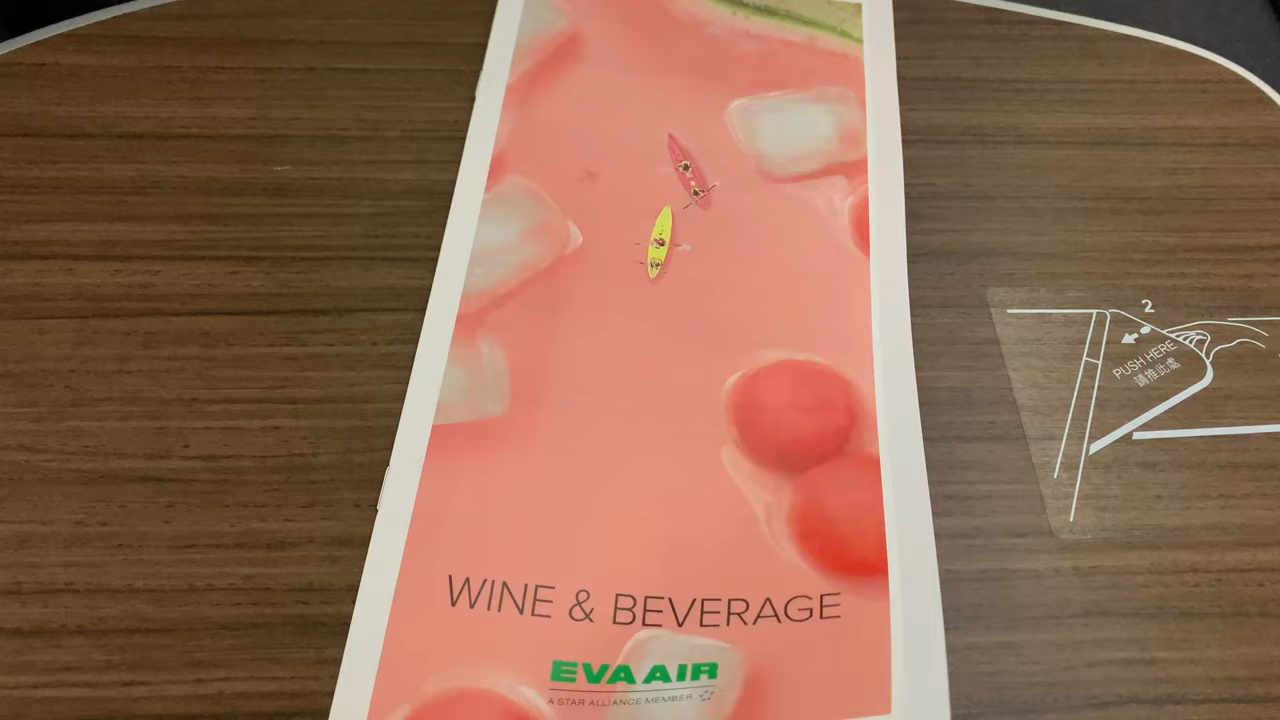 2
PUSH HERE
請推此處
WINE & BEVERAGE
EVA AIR
A STAR ALLIANCE MEMBER